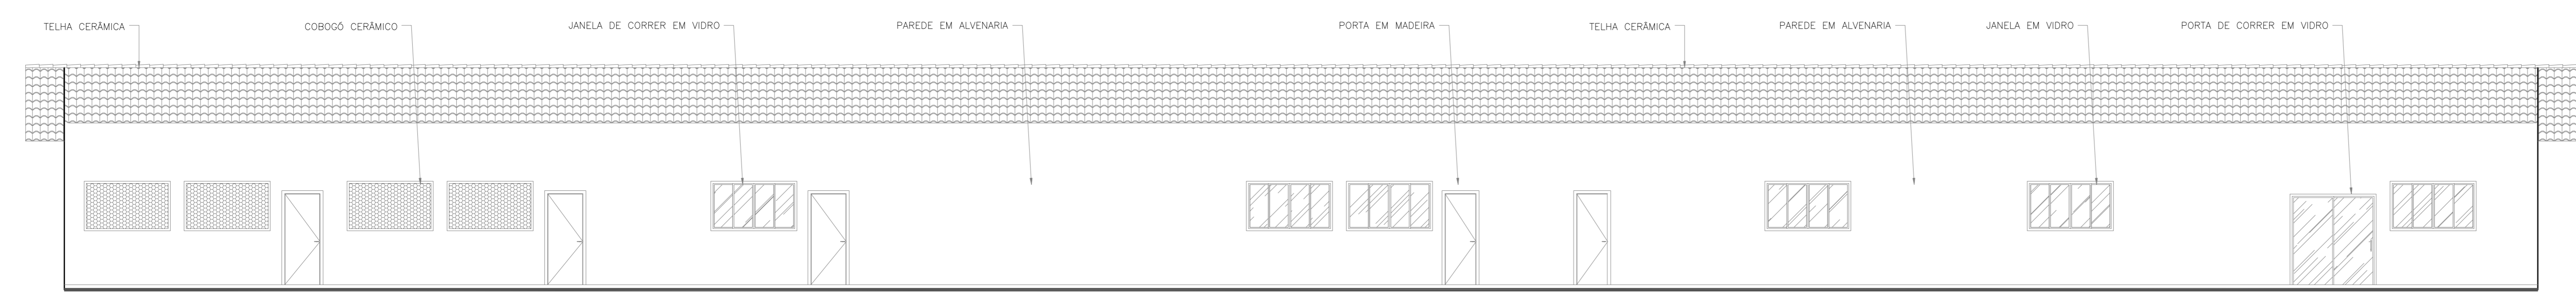 TELHA CERÂMICA
COBOGÓ CERÂMICO
JANELA DE CORRER EM VIDRO
PAREDE EM ALVENARIA
PORTA EM MADEIRA
TELHA CERÂMICA
PAREDE EM ALVENARIA
JANELA EM VIDRO
PORTA DE CORRER EM VIDRO